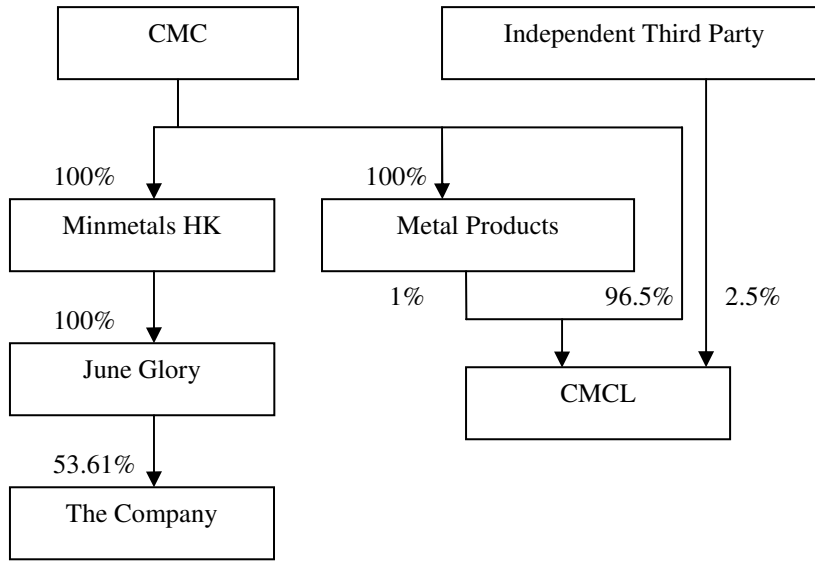 CMC
Independent Third Party
100%
100%
Minmetals HK
Metal Products
1%
96.5%
2.5%
100%
June Glory
CMCL
53.61%
The Company